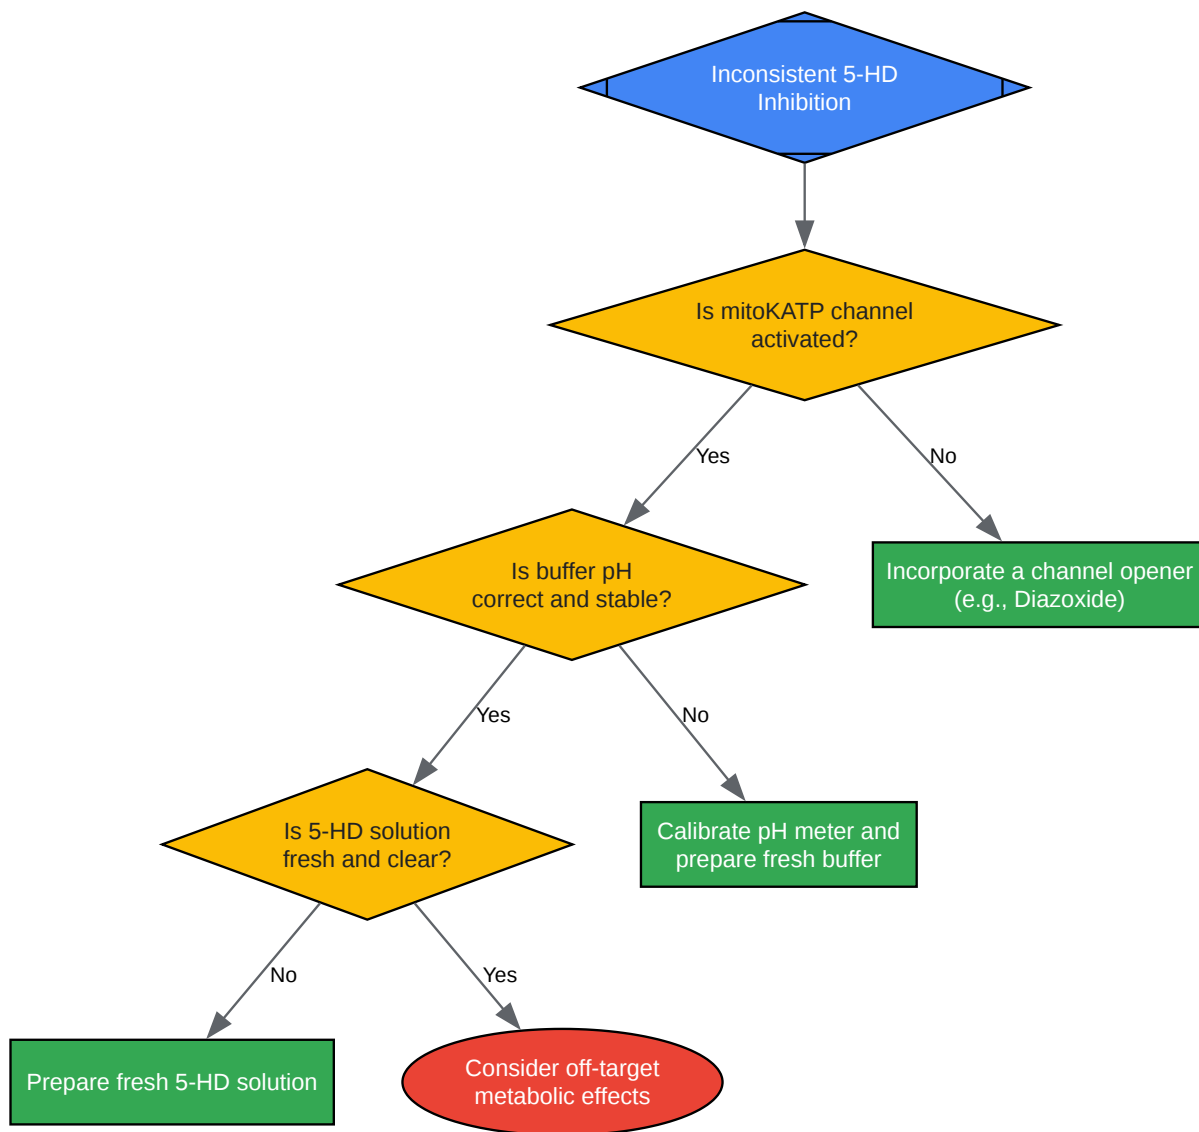 Inconsistent 5-HD
Inhibition
Is mitoKATP channel
activated?
Yes
No
Is buffer pH
correct and stable?
Incorporate a channel opener
(e.g., Diazoxide)
Yes
No
Is 5-HD solution
fresh and clear?
Calibrate pH meter and
prepare fresh buffer
No
Yes
Prepare fresh 5-HD solution
Consider off-target
metabolic effects